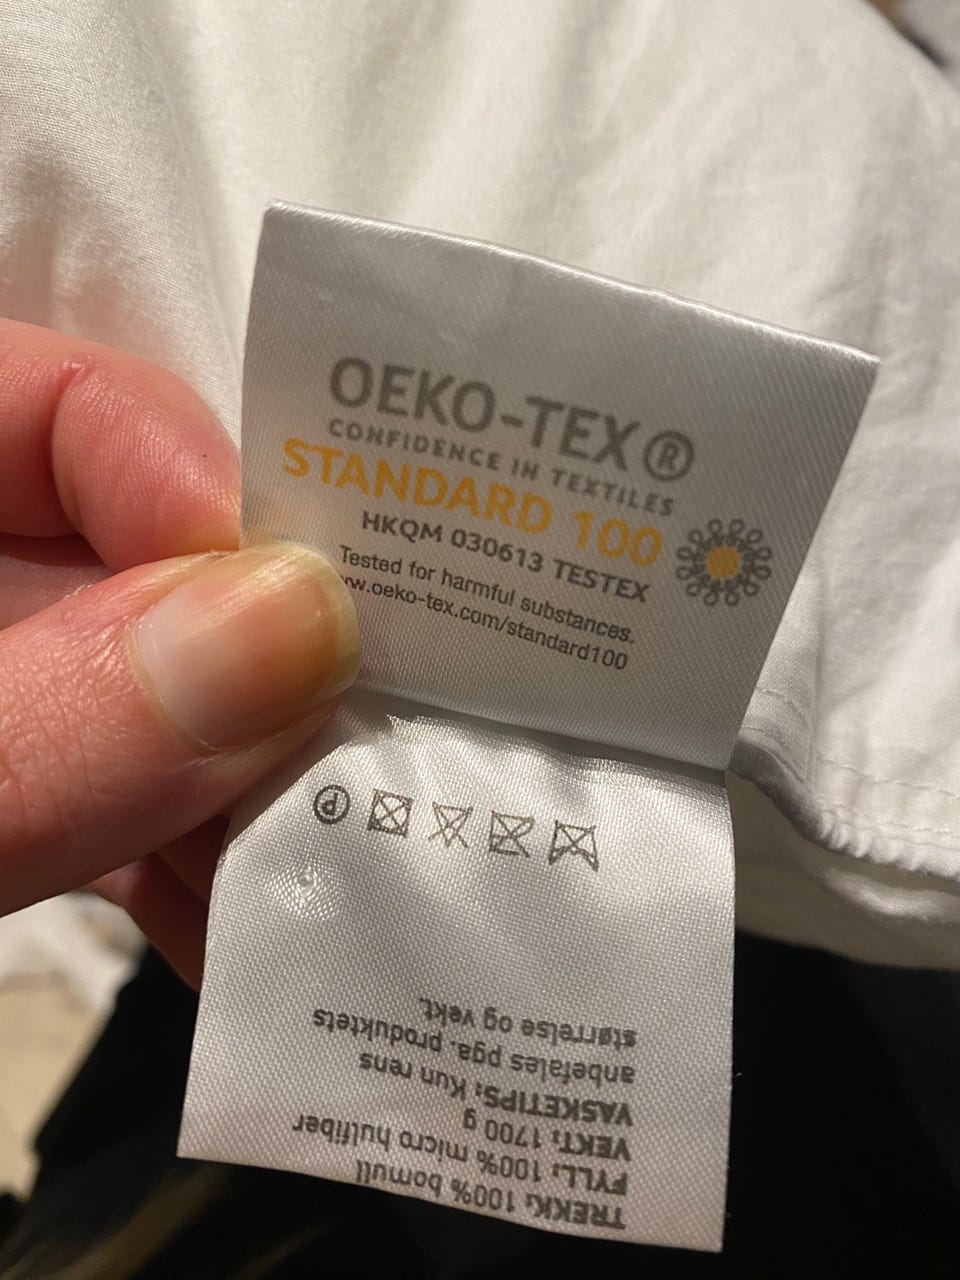 OEKO-TEX®
CONFIDENCE IN TEXTILES
STANDARD 100
HKQM 030613 TESTEX
Tested for harmful substances.
ww.oeko-tex.com/standard100
TREKK: 100% bomull
FYLL: 100% micro hulfiber
VEKT: 1700 g
VASKETIPS: Kun rens
anbefales pga. produktets
størrelse og vekt.
P